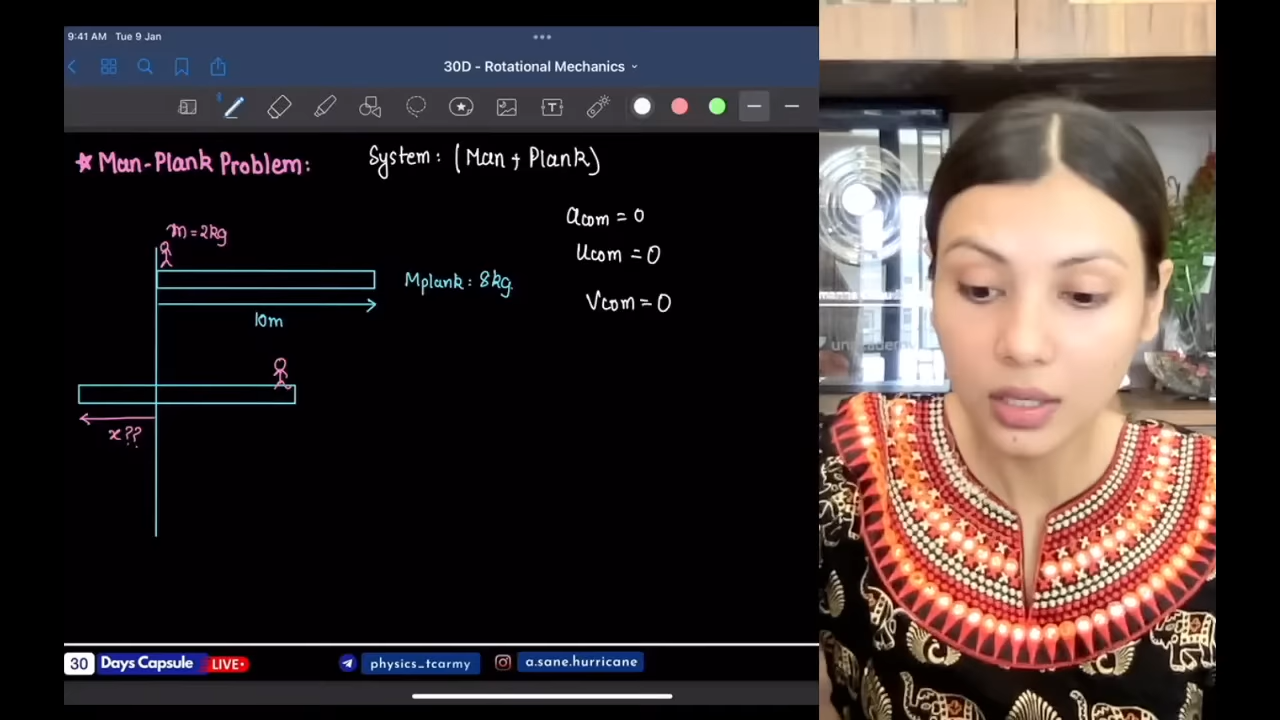 9:41 AM Tue 9 Jan
30D - Rotational Mechanics
★ Man-Plank Problem:
System: (Man + Plank)
acom = 0
ucom = 0
Vcom = 0
m = 2kg
Mplank: 8kg.
10m
x??
30 Days Capsule LIVE
physics_tcarmy
a.sane.hurricane